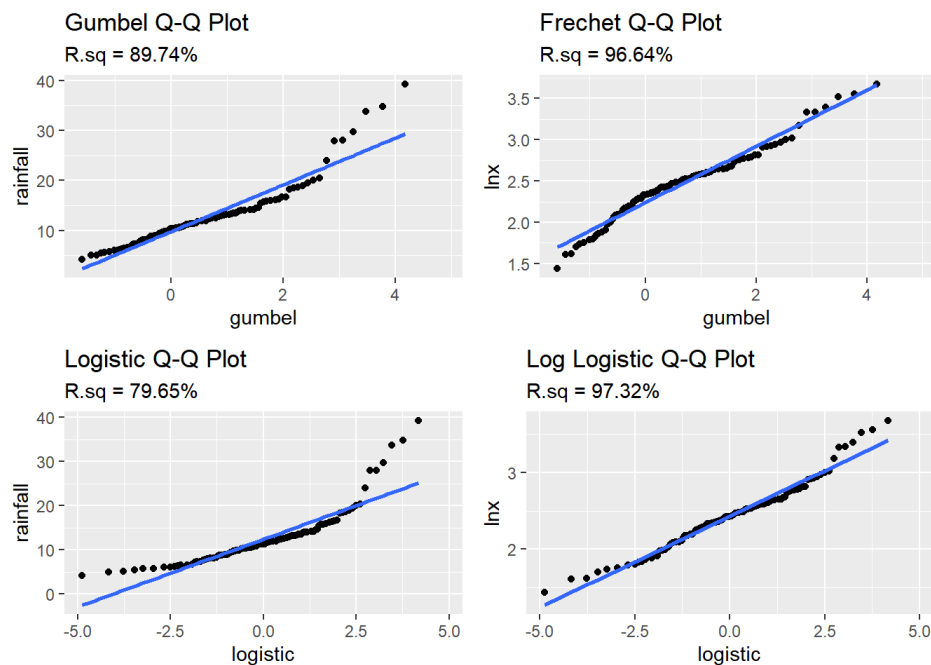 Gumbel Q-Q Plot
R.sq = 89.74%
40
30
20
10
rainfall
0 2 4
gumbel
Frechet Q-Q Plot
R.sq = 96.64%
3.5
3.0
2.5
2.0
1.5
lnx
0 2 4
gumbel
Logistic Q-Q Plot
R.sq = 79.65%
40
30
20
10
0
rainfall
-5.0 -2.5 0.0 2.5 5.0
logistic
Log Logistic Q-Q Plot
R.sq = 97.32%
3
2
lnx
-5.0 -2.5 0.0 2.5 5.0
logistic